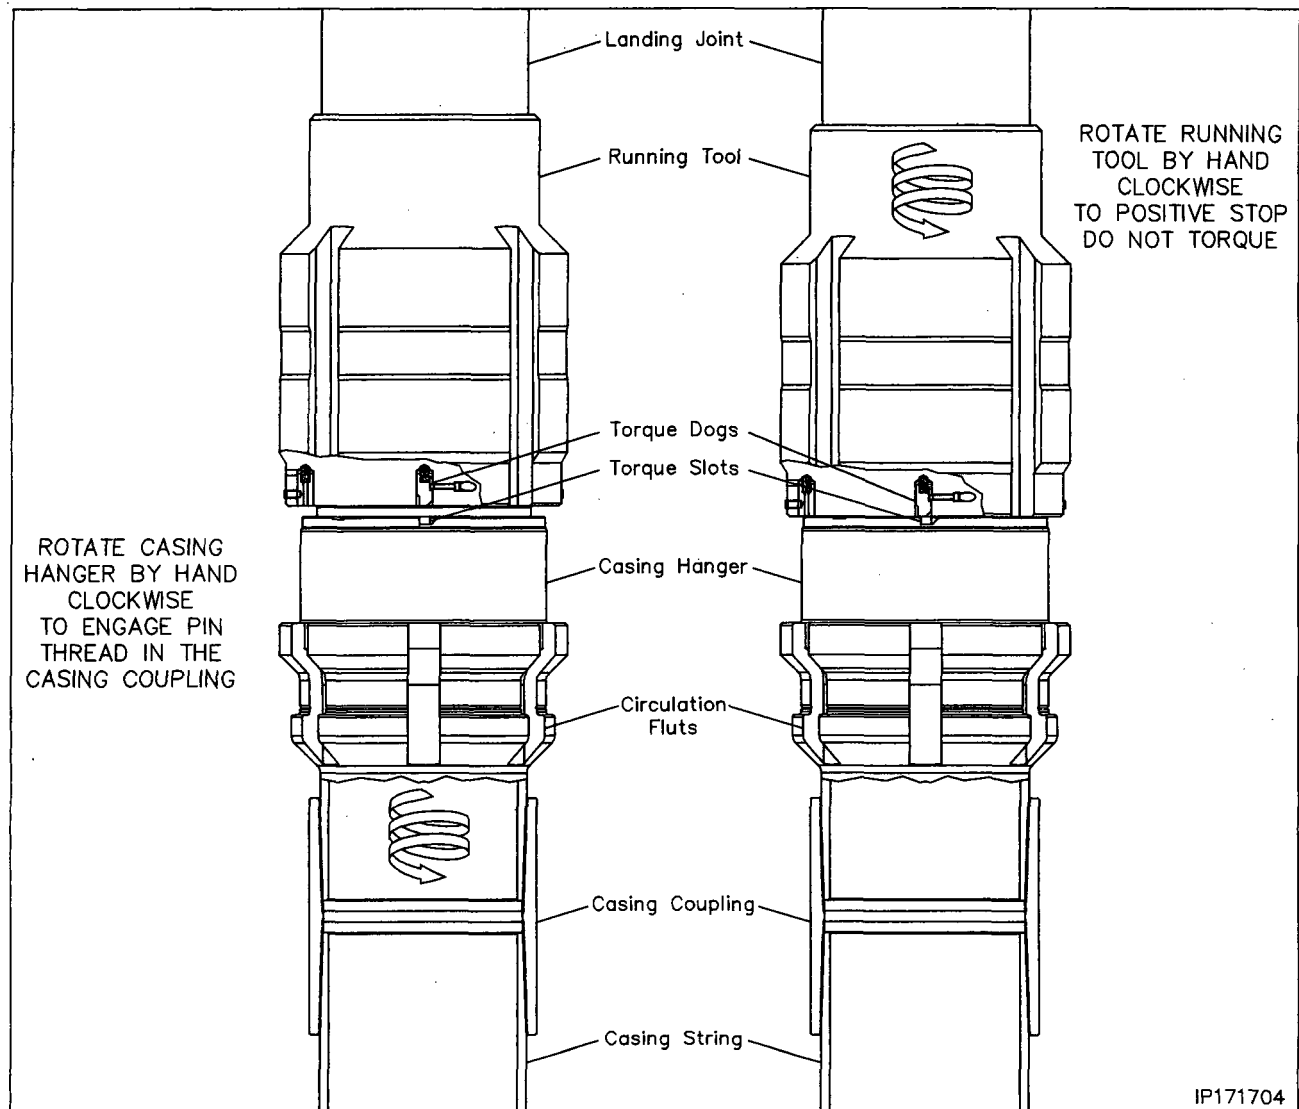 Landing Joint
Running Tool
ROTATE RUNNING
TOOL BY HAND
CLOCKWISE
TO POSITIVE STOP
DO NOT TORQUE
Torque Dogs
Torque Slots
ROTATE CASING
HANGER BY HAND
CLOCKWISE
TO ENGAGE PIN
THREAD IN THE
CASING COUPLING
Casing Hanger
Circulation
Fluts
Casing Coupling
Casing String
IP171704